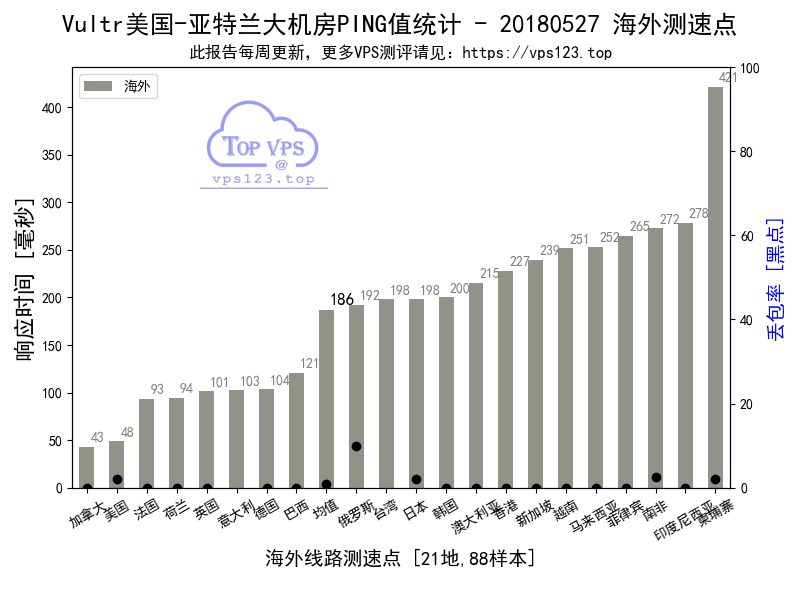 Vultr美国-亚特兰大机房PING值统计 - 20180527 海外测速点
此报告每周更新，更多VPS测评请见：https://vps123.top
海外
TOP VPS
@
vps123.top
响应时间 [毫秒]
400
350
300
250
200
150
100
50
0
43
48
93
94
101
103
104
121
186
192
198
198
200
215
227
239
251
252
265
272
278
421
100
80
60
40
20
0
丢包率 [黑点]
加拿大
美国
法国
荷兰
英国
意大利
德国
巴西
均值
俄罗斯
台湾
日本
韩国
澳大利亚
香港
新加坡
越南
马来西亚
菲律宾
南非
印度尼西亚
柬埔寨
海外线路测速点 [21地,88样本]